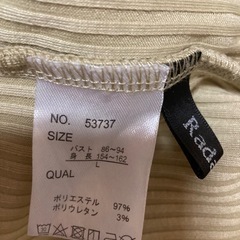 NO. 53737
SIZE
バスト 86～94
身長 154～162
L
QUAL
ポリエステル 97%
ポリウレタン 3%